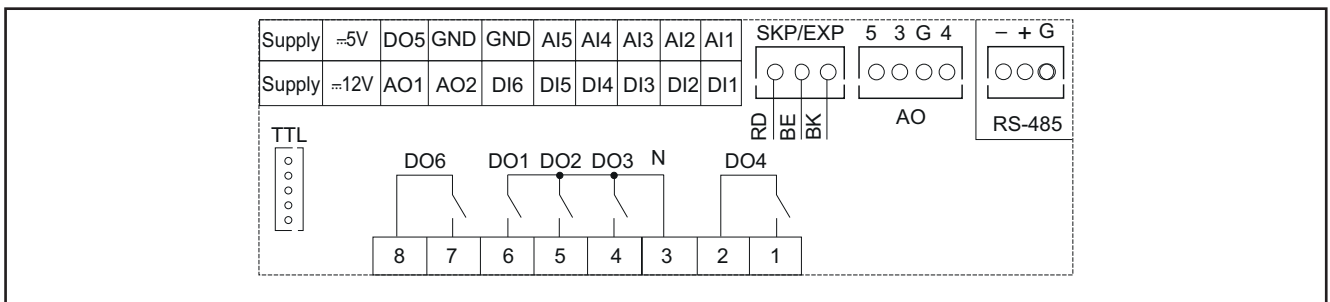 Supply ⎓5V DO5 GND GND AI5 AI4 AI3 AI2 AI1
Supply ⎓12V AO1 AO2 DI6 DI5 DI4 DI3 DI2 DI1
SKP/EXP
RD BE BK
5 3 G 4
AO
– + G
RS-485
TTL
DO6 DO1 DO2 DO3 N DO4
8 7 6 5 4 3 2 1